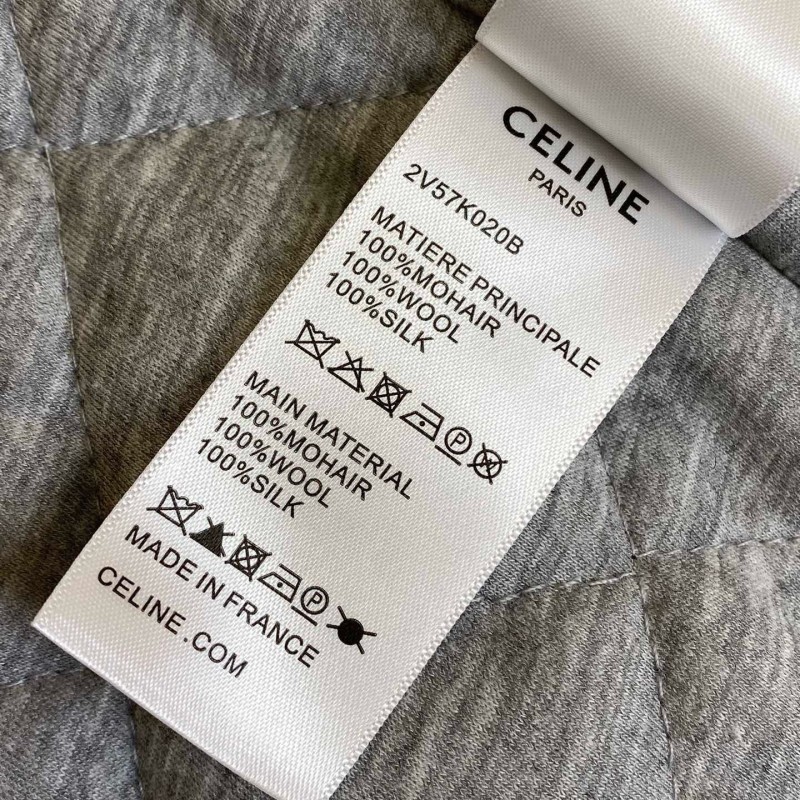 CELINE
PARIS
2V57K020B
MATIERE PRINCIPALE
100%MOHAIR
100%WOOL
100%SILK
P
MAIN MATERIAL
100%MOHAIR
100%WOOL
100%SILK
P
MADE IN FRANCE
CELINE.COM